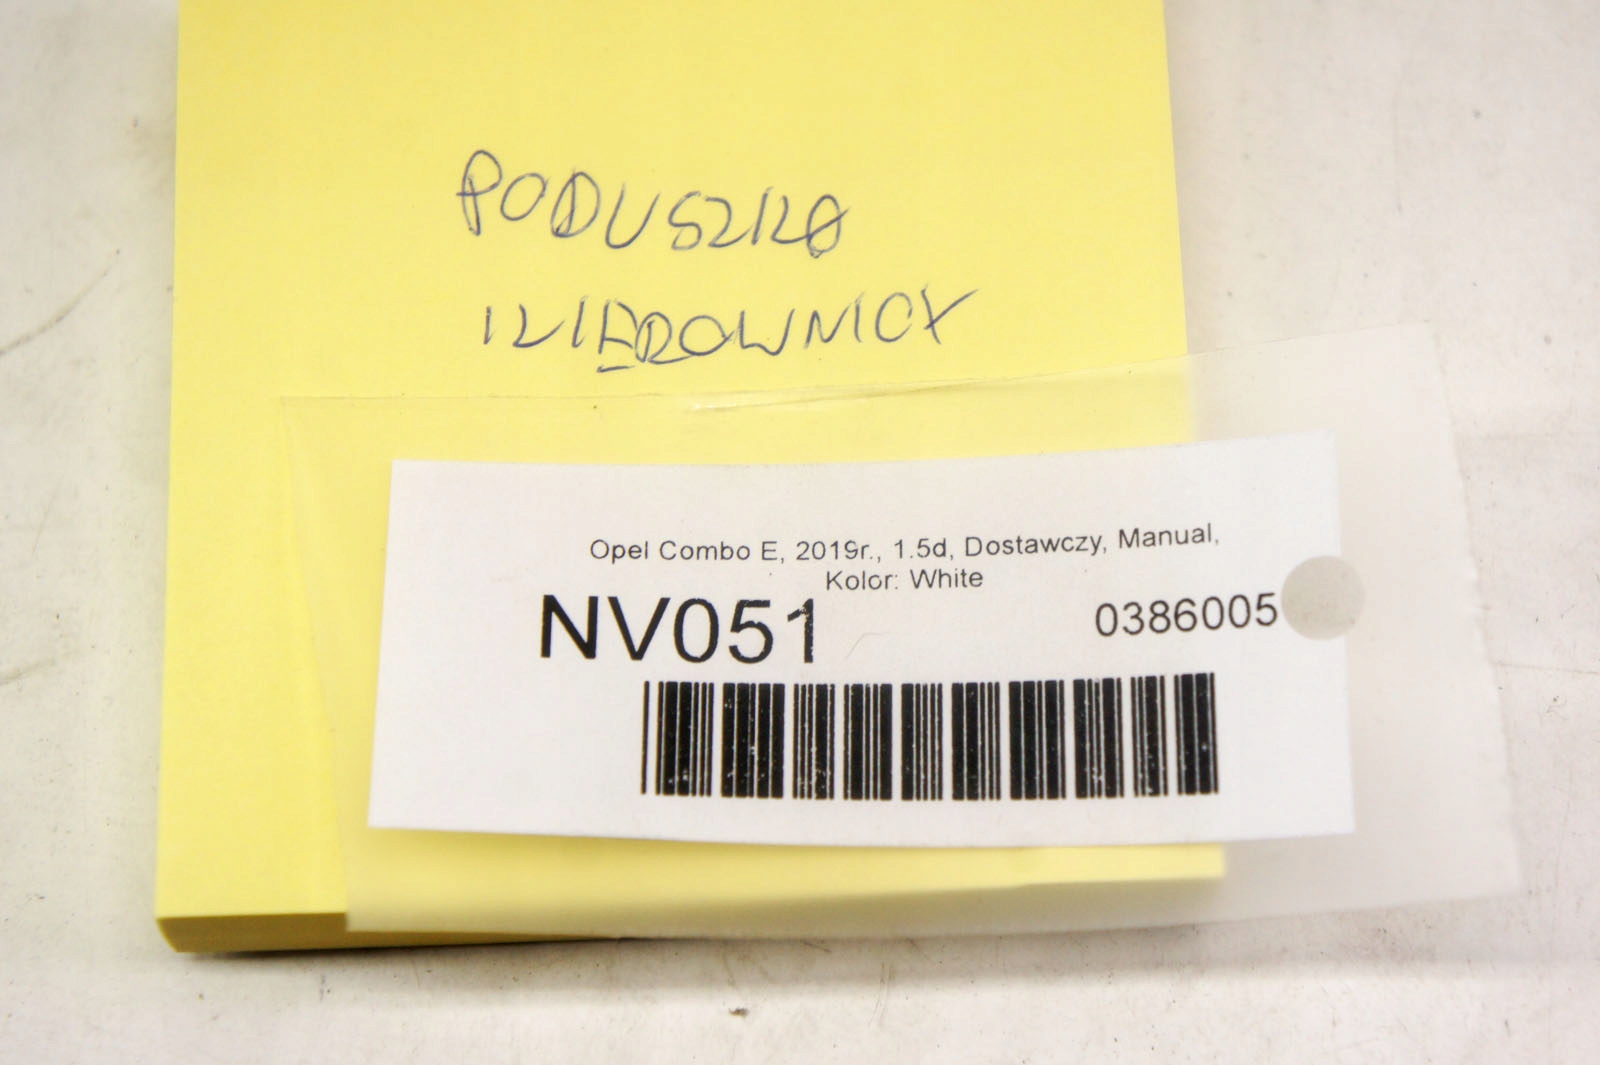 PODUSZKA
KIEROWNICY
Opel Combo E, 2019r., 1.5d, Dostawczy, Manual,
Kolor: White
NV051
0386005